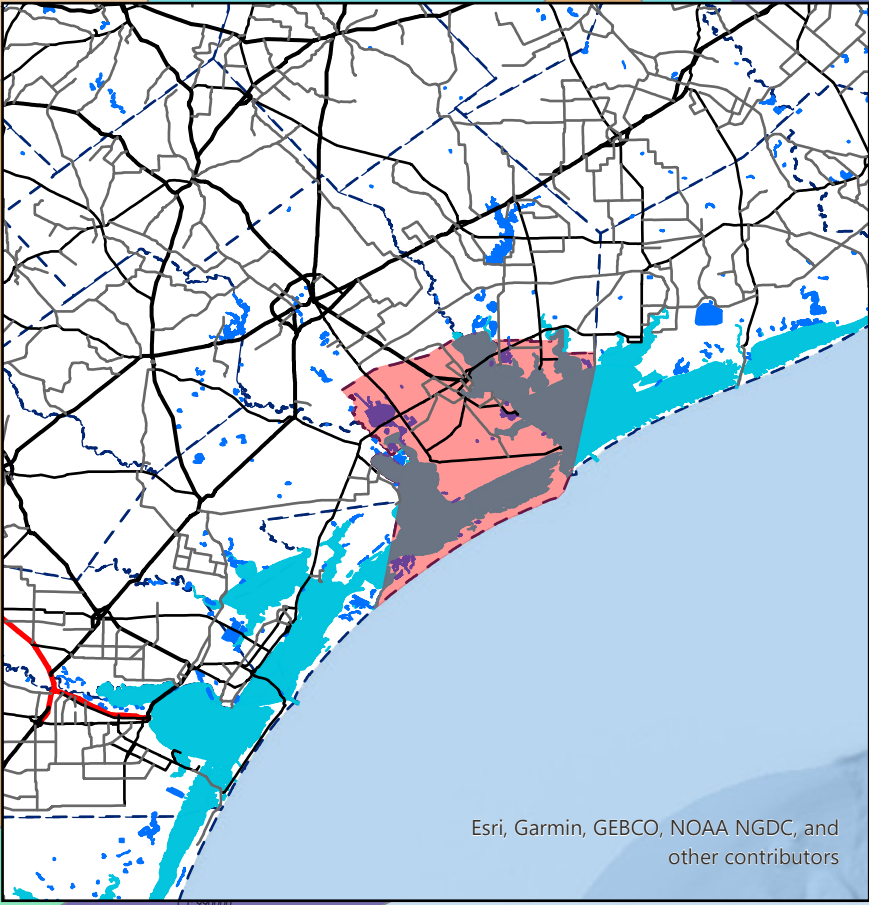 Esri, Garmin, GEBCO, NOAA NGDC, and
other contributors